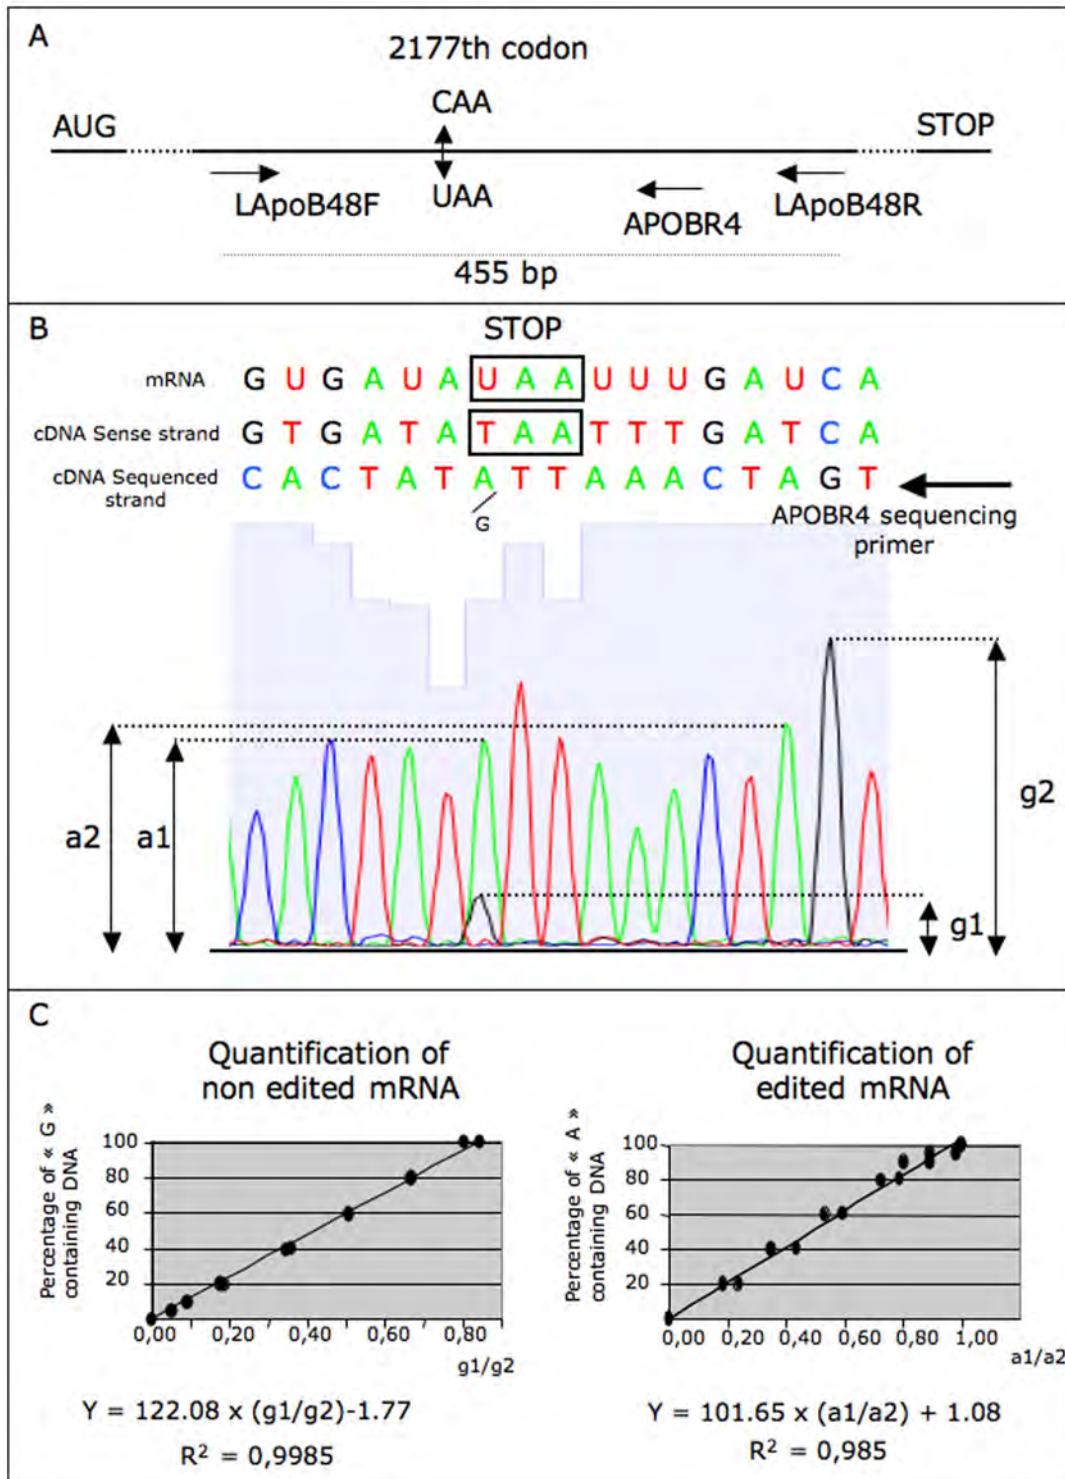 A
2177th codon
CAA
AUG
STOP
LApoB48F
UAA
APOBR4
LApoB48R
455 bp
B
STOP
mRNA G U G A U A U A A U U U G A U C A
cDNA Sense strand G T G A T A T A A T T T G A T C A
cDNA Sequenced strand C A C T A T A T T A A A C T A G T
G
APOBR4 sequencing
primer
a2
a1
g2
g1
C
Quantification of
non edited mRNA
Percentage of « G »
containing DNA
100
80
60
40
20
0,00 0,20 0,40 0,60 0,80
g1/g2
Y = 122.08 x (g1/g2)-1.77
R² = 0,9985
Quantification of
edited mRNA
Percentage of « A »
containing DNA
100
80
60
40
20
0,00 0,20 0,40 0,60 0,80 1,00
a1/a2
Y = 101.65 x (a1/a2) + 1.08
R² = 0,985